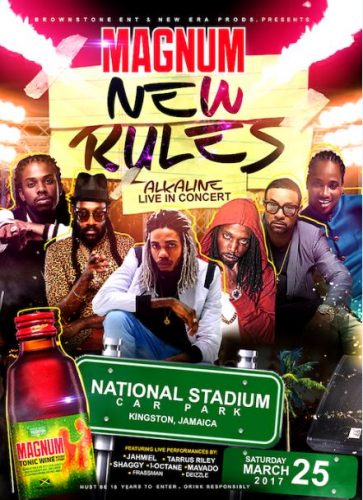 BROWNSTONE ENT & NEW ERA PRODS. PRESENTS
MAGNUM
NEW
RULES
ALKALINE
LIVE IN CONCERT
NATIONAL STADIUM
CAR PARK
KINGSTON, JAMAICA
MAGNUM
TONIC WINE
FEATURING LIVE PERFORMANCES BY:
JAHMIEL • TARRUS RILEY
SHAGGY • I-OCTANE • MAVADO
FRASSMAN • DEIZZLE
MUST BE 18 YEARS TO ENTER. DRINK RESPONSIBLY
SATURDAY
MARCH 25
2017